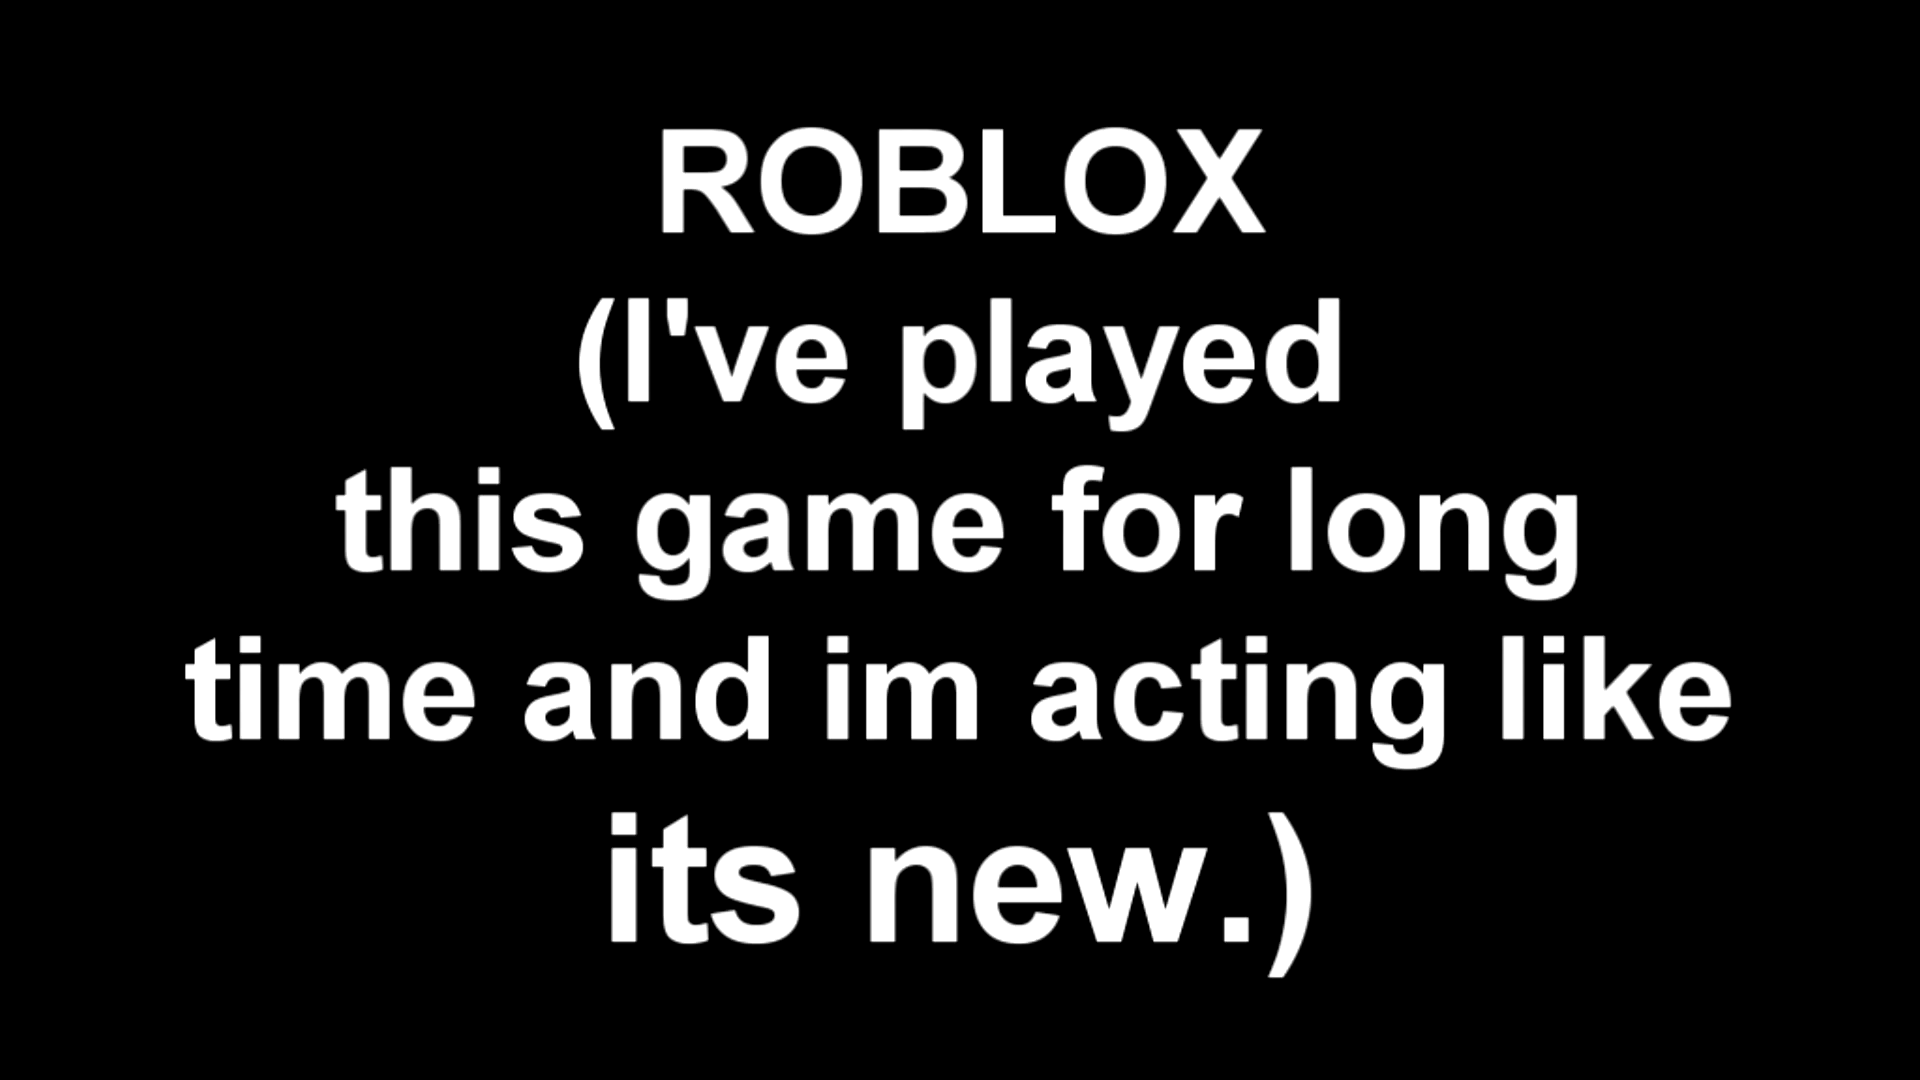 ROBLOX
(I've played
this game for long
time and im acting like
its new.)